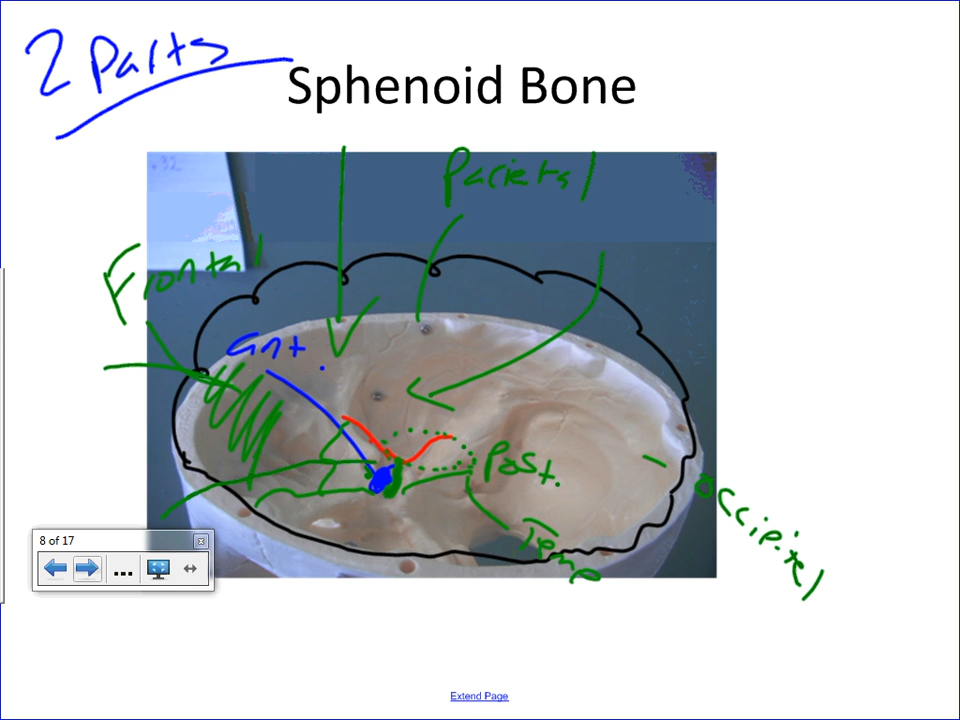 2 Parts
Sphenoid Bone
Parietal
Frontal
ant.
Post.
Temp
occipital
8 of 17
...
Extend Page